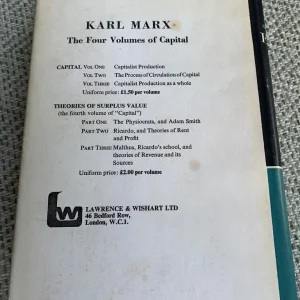 KARL MARX
The Four Volumes of Capital
CAPITAL VOL ONE Capitalist Production
VOL TWO The Process of Circulation of Capital
VOL THREE Capitalist Production as a whole
Uniform price: £1.50 per volume
THEORIES OF SURPLUS VALUE
(the fourth volume of "Capital")
PART ONE The Physiocrats, and Adam Smith
PART TWO Ricardo, and Theories of Rent
and Profit
PART THREE Malthus, Ricardo's school, and
theories of Revenue and its
Sources
Uniform price: £2.00 per volume
LW
LAWRENCE & WISHART LTD
46 Bedford Row,
London, W.C.1.